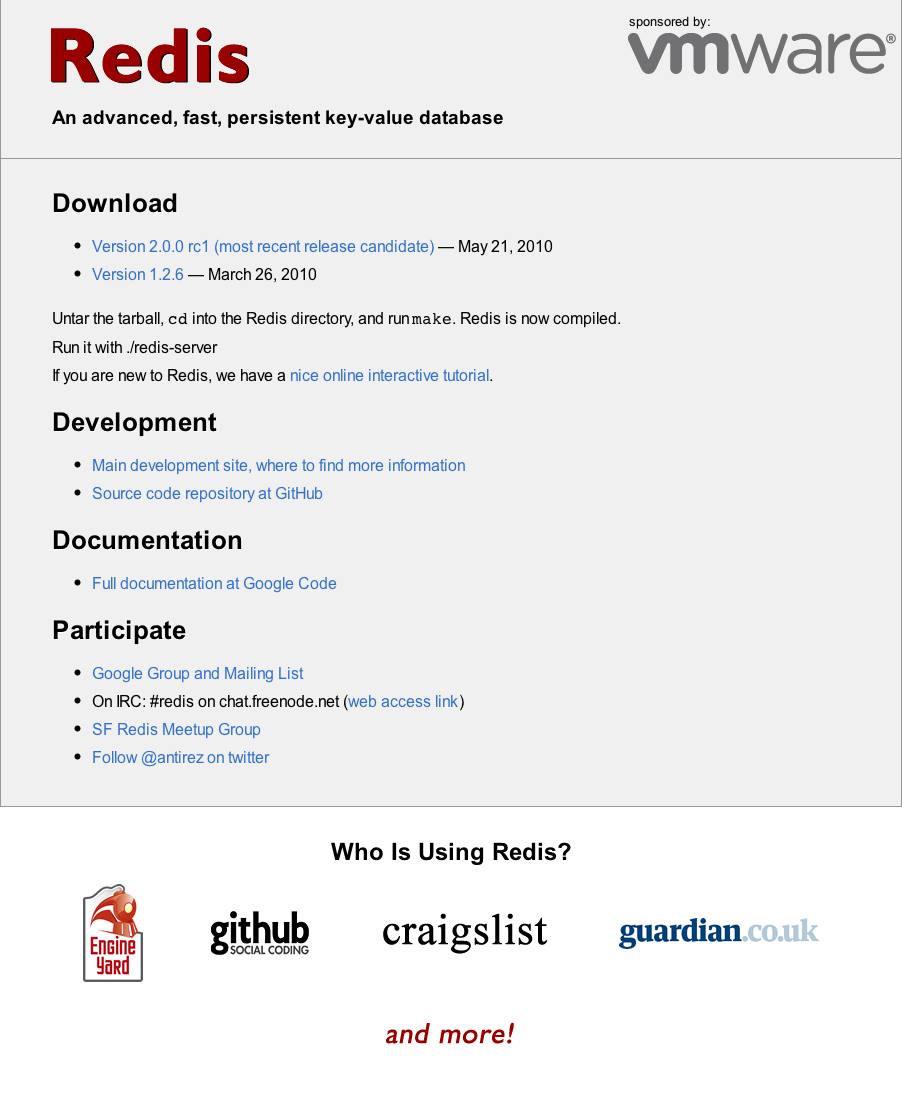 Redis
sponsored by:
vmware®
An advanced, fast, persistent key-value database
Download
• Version 2.0.0 rc1 (most recent release candidate) — May 21, 2010
• Version 1.2.6 — March 26, 2010
Untar the tarball, cd into the Redis directory, and run make. Redis is now compiled.
Run it with ./redis-server
If you are new to Redis, we have a nice online interactive tutorial.
Development
• Main development site, where to find more information
• Source code repository at GitHub
Documentation
• Full documentation at Google Code
Participate
• Google Group and Mailing List
• On IRC: #redis on chat.freenode.net (web access link)
• SF Redis Meetup Group
• Follow @antirez on twitter
Who Is Using Redis?
Engine
Yard
github
SOCIAL CODING
craigslist
guardian.co.uk
and more!